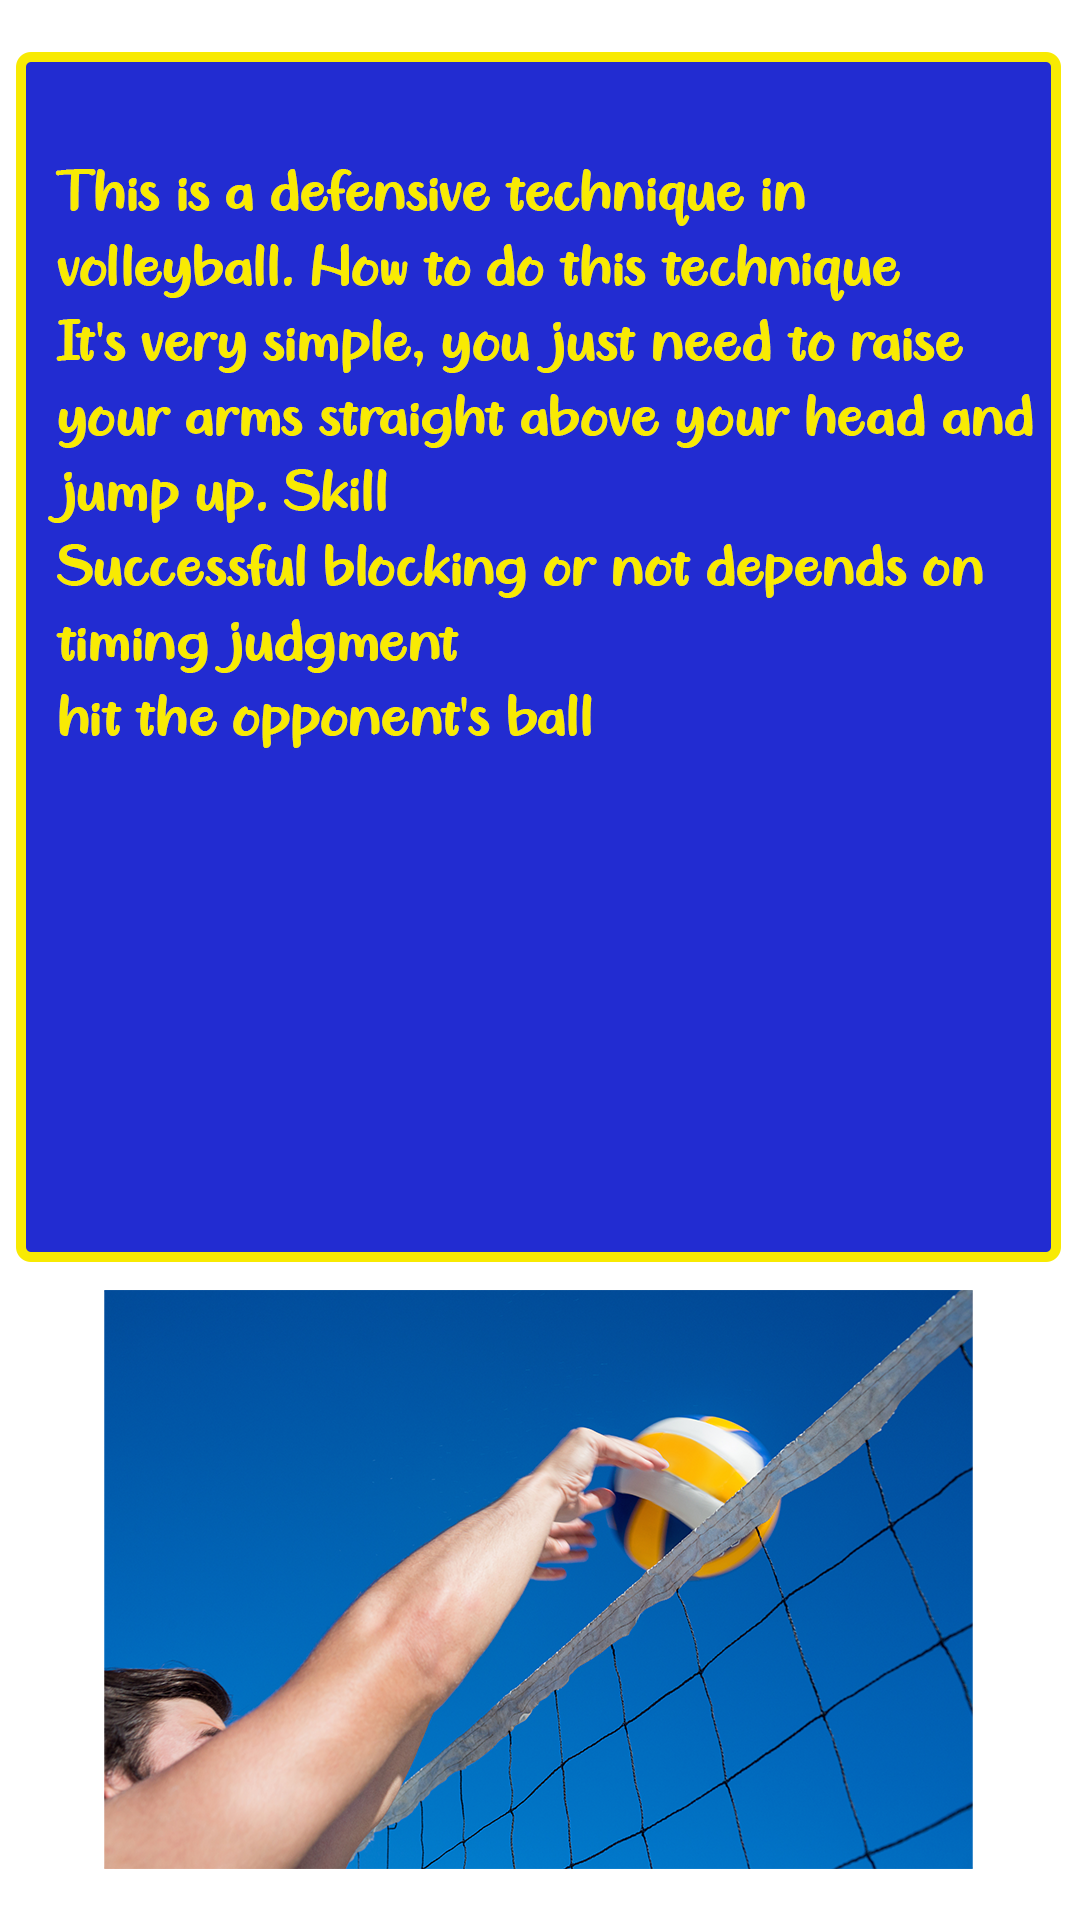 This is a defensive technique in
volleyball. How to do this technique
It's very simple, you just need to raise
your arms straight above your head and
jump up. Skill
Successful blocking or not depends on
timing judgment
hit the opponent's ball